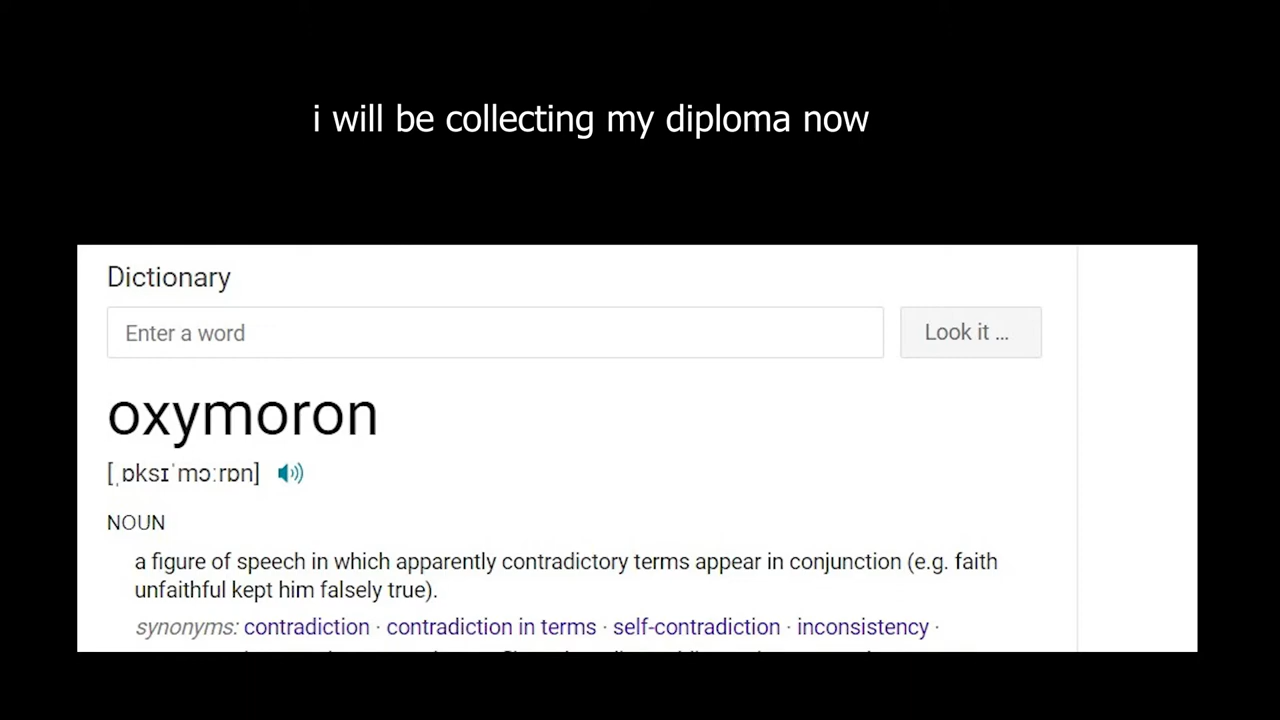 i will be collecting my diploma now
Dictionary
Enter a word
Look it ...
oxymoron
[ˌɒksɪˈmɔːrɒn]
NOUN
a figure of speech in which apparently contradictory terms appear in conjunction (e.g. faith
unfaithful kept him falsely true).
synonyms: contradiction · contradiction in terms · self-contradiction · inconsistency ·